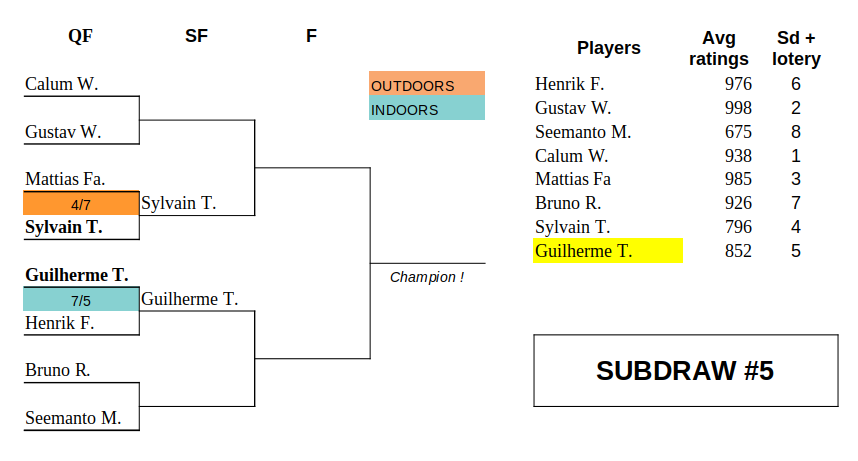 QF SF F
Calum W.
Gustav W.
Mattias Fa.
4/7 Sylvain T.
Sylvain T.
Guilherme T.
7/5 Guilherme T.
Henrik F.
Bruno R.
Seemanto M.
OUTDOORS
INDOORS
Champion !
Players Avg ratings Sd + lotery
Henrik F. 976 6
Gustav W. 998 2
Seemanto M. 675 8
Calum W. 938 1
Mattias Fa 985 3
Bruno R. 926 7
Sylvain T. 796 4
Guilherme T. 852 5
SUBDRAW #5